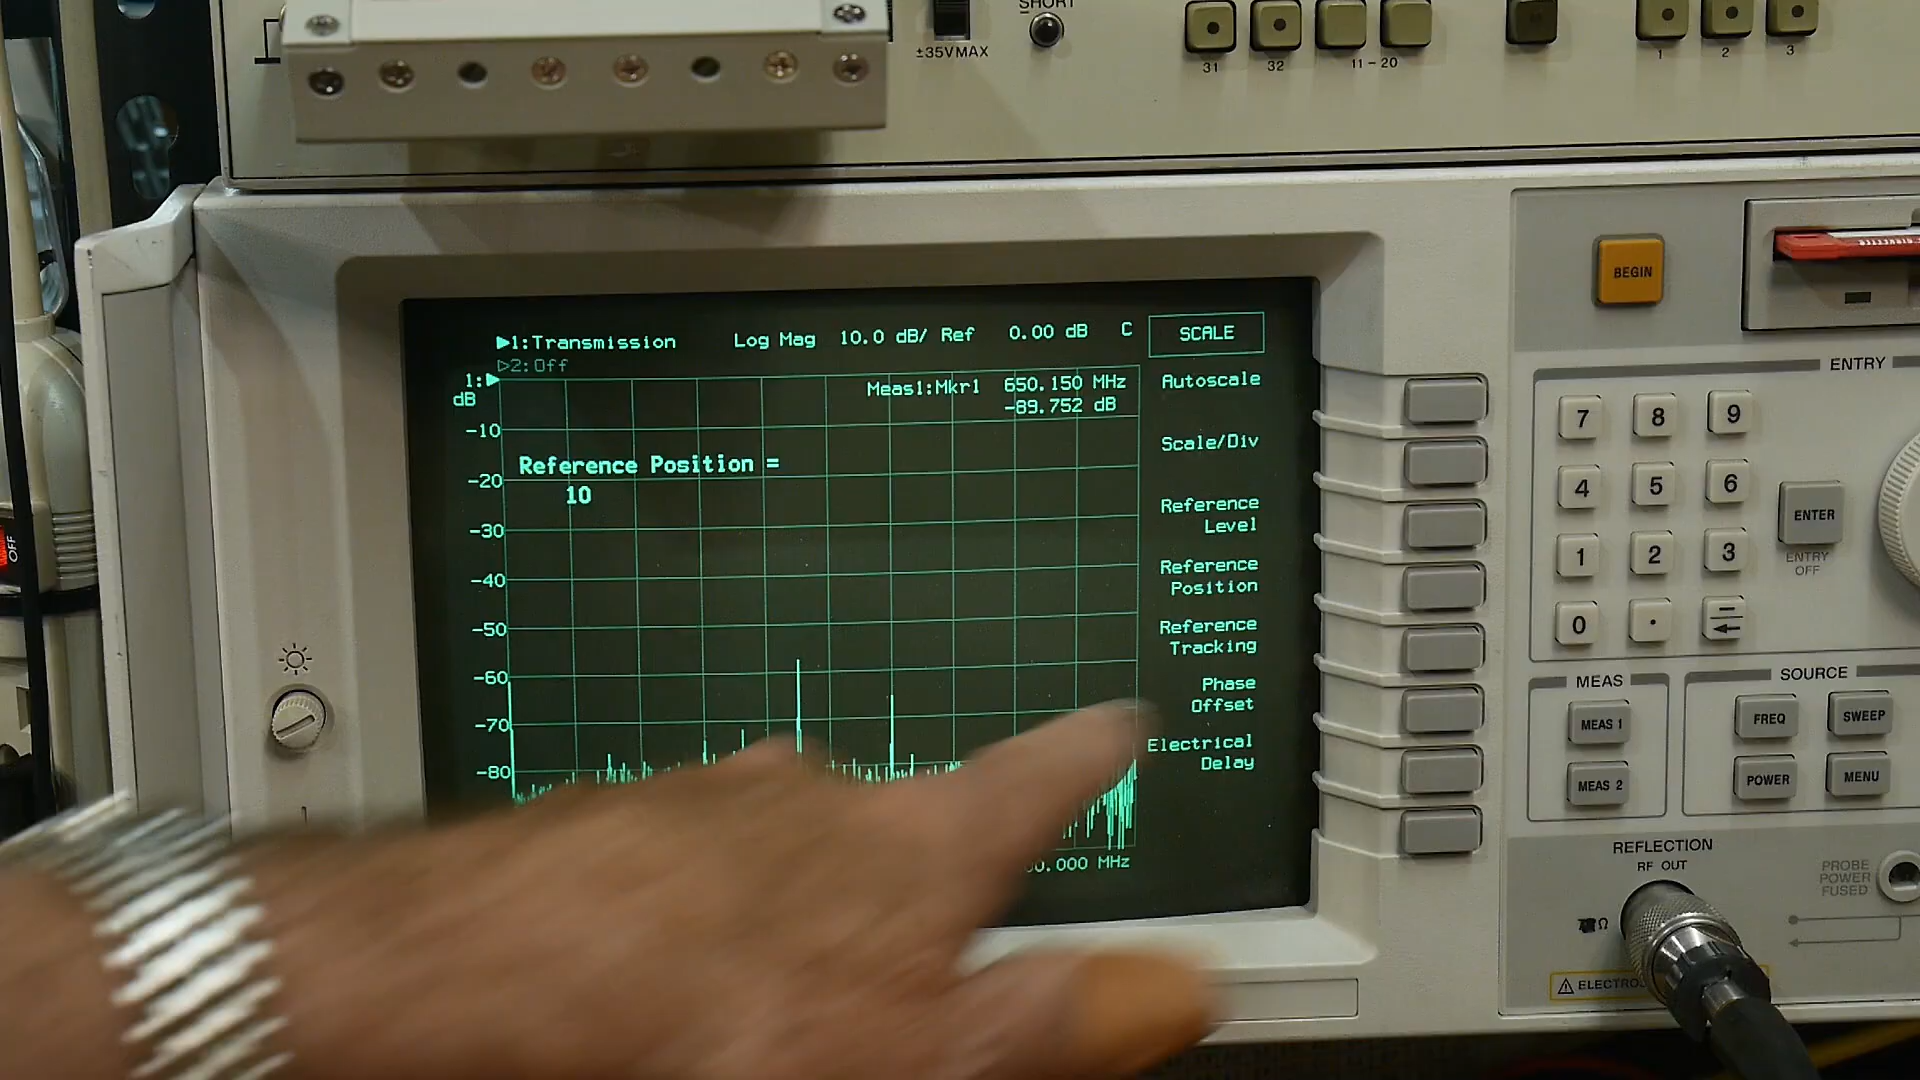 SHORT
±35VMAX
31 32 11-20 1 2 3
BEGIN
▶1:Transmission Log Mag 10.0 dB/ Ref 0.00 dB C SCALE
▷2:Off
1:▶
dB
Meas1:Mkr1 650.150 MHz
-89.752 dB
-10
Reference Position =
10
-20
-30
-40
-50
-60
-70
-80
00.000 MHz
Autoscale
Scale/Div
Reference
Level
Reference
Position
Reference
Tracking
Phase
Offset
Electrical
Delay
OFF
ENTRY
7 8 9
4 5 6
1 2 3
0 .
ENTER
ENTRY
OFF
MEAS
MEAS 1
MEAS 2
SOURCE
FREQ SWEEP
POWER MENU
REFLECTION
RF OUT
PROBE
POWER
FUSED
Ω